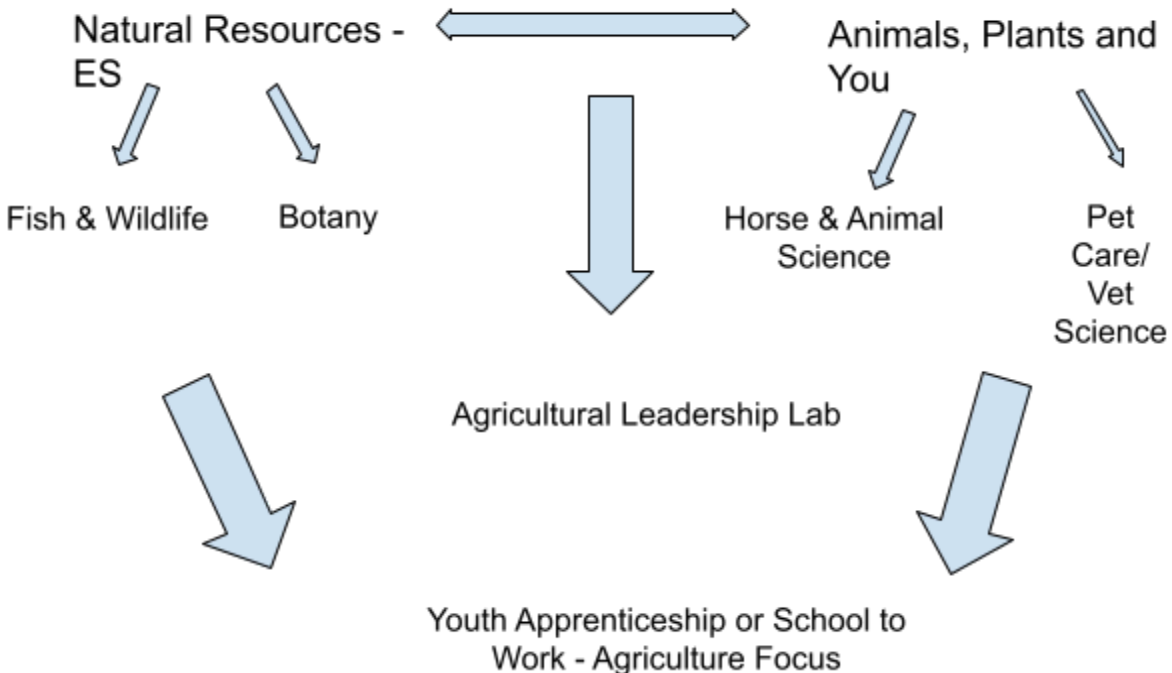 Natural Resources -
ES
Animals, Plants and
You
Fish & Wildlife
Botany
Horse & Animal
Science
Pet
Care/
Vet
Science
Agricultural Leadership Lab
Youth Apprenticeship or School to
Work - Agriculture Focus